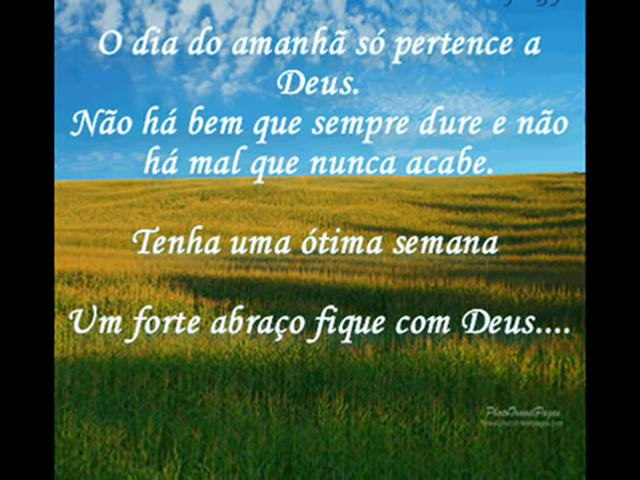 O dia do amanhã só pertence a
Deus.
Não há bem que sempre dure e não
há mal que nunca acabe.
Tenha uma ótima semana
Um forte abraço fique com Deus....
PhotoTravelPages